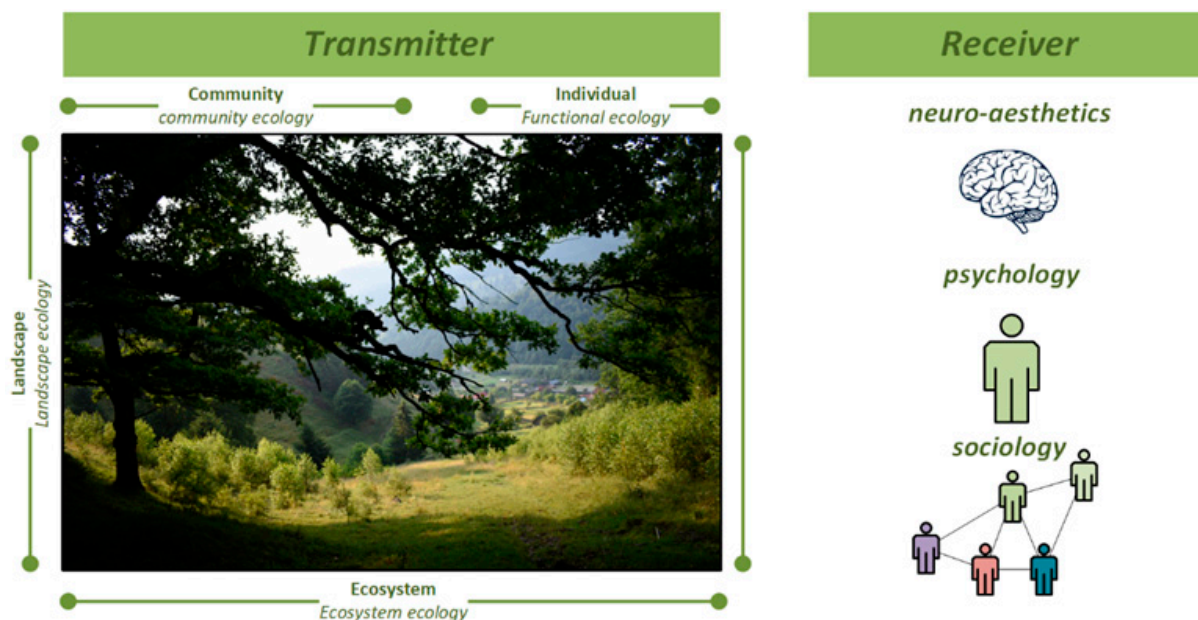 Transmitter
Receiver
Community
community ecology
Individual
Functional ecology
Landscape
Landscape ecology
Ecosystem
Ecosystem ecology
neuro-aesthetics
psychology
sociology